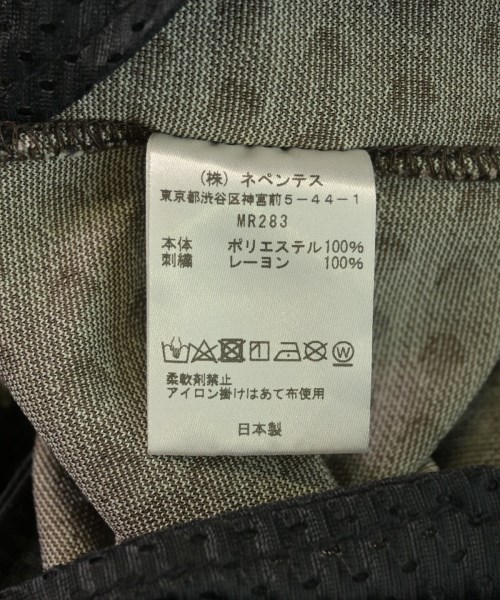 (株) ネペンテス
東京都渋谷区神宮前5-44-1
MR283
本体 ポリエステル100%
刺繍 レーヨン 100%
W
柔軟剤禁止
アイロン掛けはあて布使用
日本製